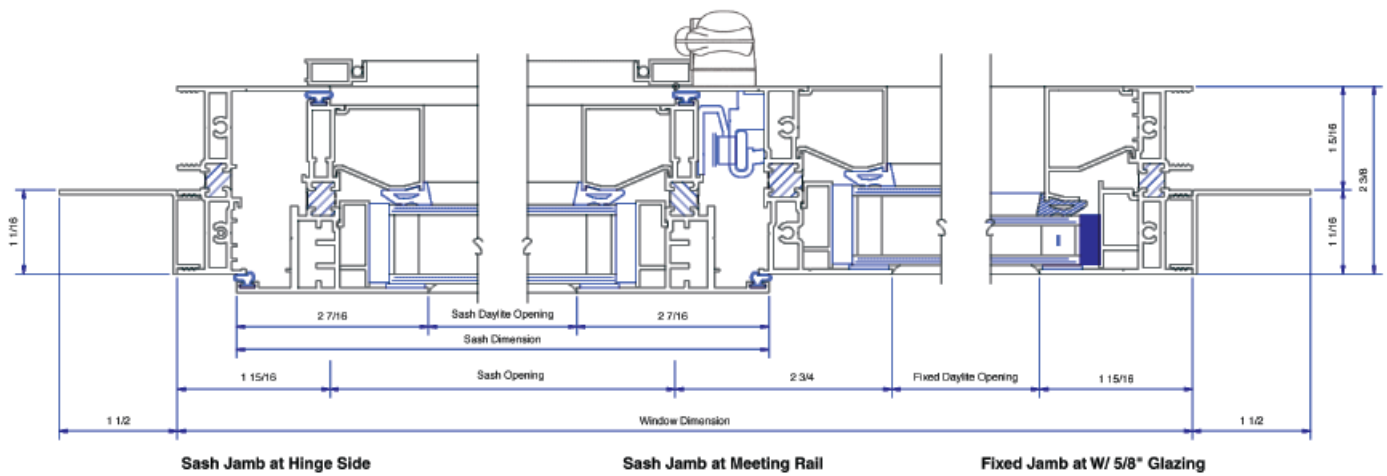 1 5/16
2 3/8
1 1/16
1 1/16
2 7/16
Sash Daylite Opening
2 7/16
Sash Dimension
1 15/16
Sash Opening
2 3/4
Fixed Daylite Opening
1 15/16
1 1/2
Window Dimension
1 1/2
Sash Jamb at Hinge Side
Sash Jamb at Meeting Rail
Fixed Jamb at W/ 5/8" Glazing